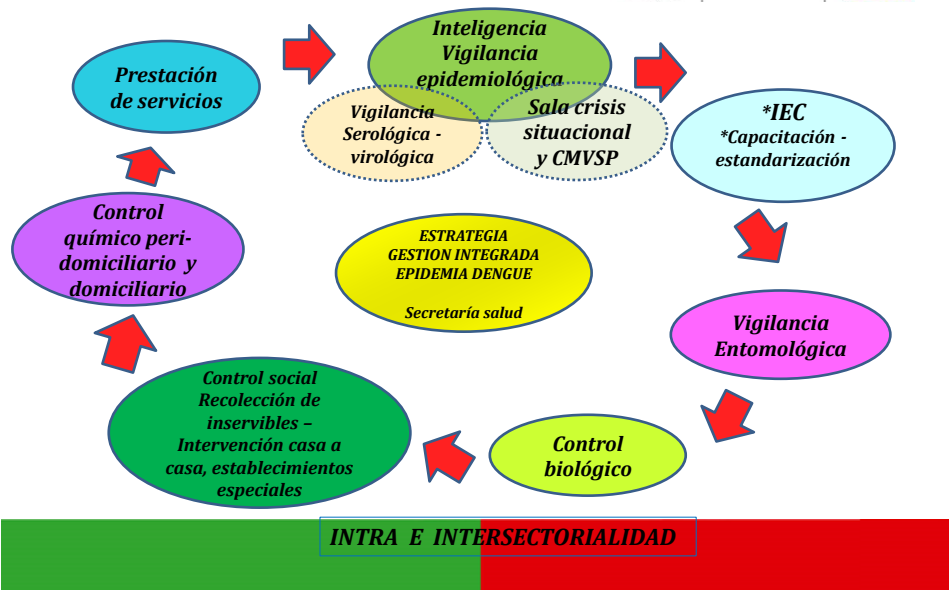 Inteligencia
Vigilancia
epidemiológica
Vigilancia
Serológica -
virológica
Sala crisis
situacional
y CMVSP
*IEC
*Capacitación -
estandarización
Vigilancia
Entomológica
Control
biológico
Control social
Recolección de
inservibles –
Intervención casa a
casa, establecimientos
especiales
Control
químico peri-
domiciliario y
domiciliario
Prestación
de servicios
ESTRATEGIA
GESTION INTEGRADA
EPIDEMIA DENGUE
Secretaría salud
INTRA E INTERSECTORIALIDAD